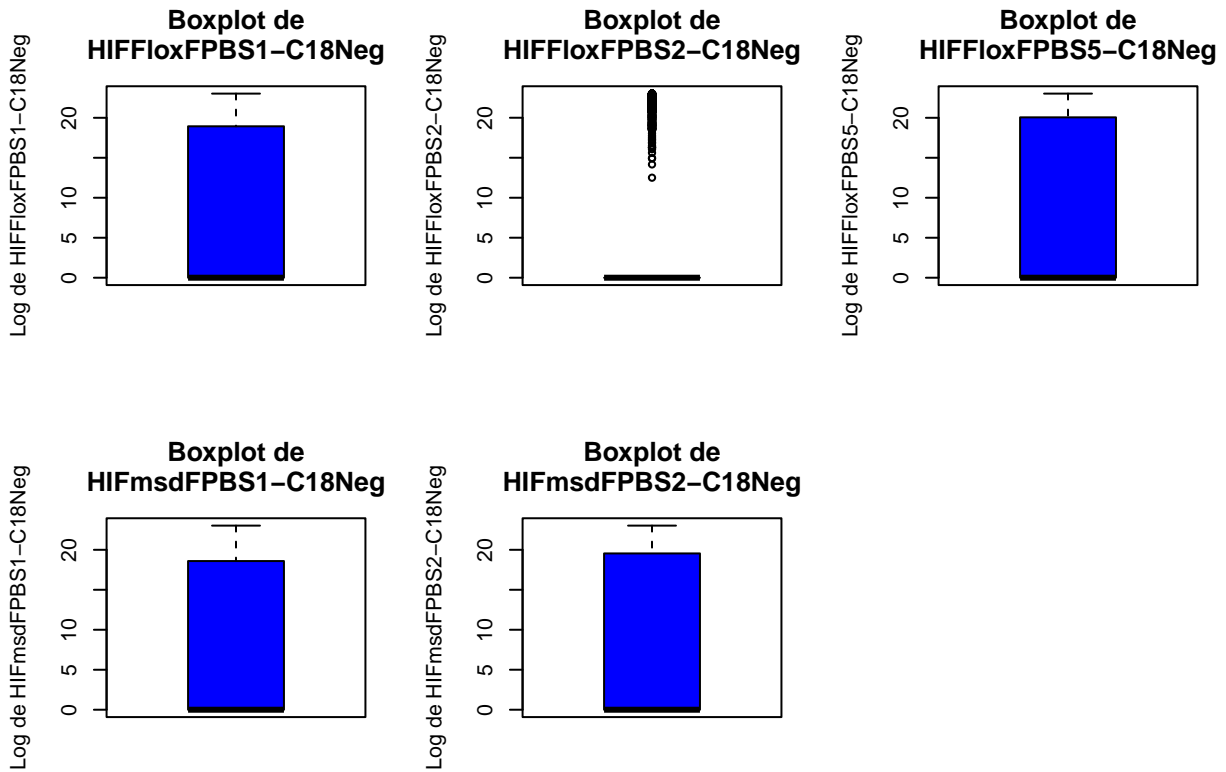 Boxplot de
HIFFloxFPBS1−C18Neg
Log de HIFFloxFPBS1−C18Neg
20
10
5
0
Boxplot de
HIFFloxFPBS2−C18Neg
Log de HIFFloxFPBS2−C18Neg
20
10
5
0
Boxplot de
HIFFloxFPBS5−C18Neg
Log de HIFFloxFPBS5−C18Neg
20
10
5
0
Boxplot de
HIFmsdFPBS1−C18Neg
Log de HIFmsdFPBS1−C18Neg
20
10
5
0
Boxplot de
HIFmsdFPBS2−C18Neg
Log de HIFmsdFPBS2−C18Neg
20
10
5
0